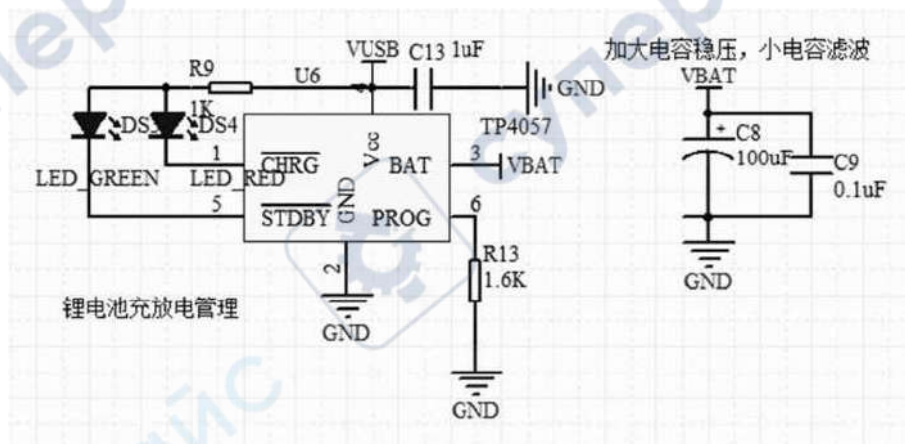 VUSB
C13
1uF
R9
U6
1K
4
GND
TP4057
DS
DS4
LED_GREEN
LED_RED
1
CHRG
Vcc
BAT
3
VBAT
5
STDBY
GND
PROG
6
2
GND
R13
1.6K
GND
锂电池充放电管理
加大电容稳压，小电容滤波
VBAT
+
C8
100uF
C9
0.1uF
GND
супер